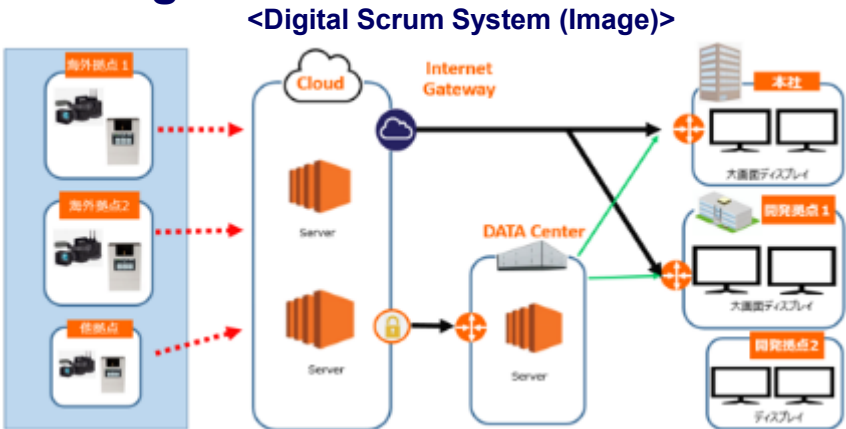 <Digital Scrum System (Image)>
海外拠点1
海外拠点2
他拠点
Cloud
Server
Server
Internet
Gateway
DATA Center
Server
本社
大画面ディスプレイ
開発拠点1
大画面ディスプレイ
開発拠点2
ディスプレイ